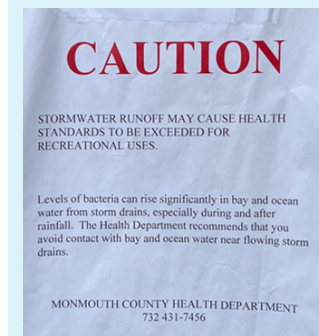 CAUTION
STORMWATER RUNOFF MAY CAUSE HEALTH
STANDARDS TO BE EXCEEDED FOR
RECREATIONAL USES.
Levels of bacteria can rise significantly in bay and ocean
water from storm drains, especially during and after
rainfall. The Health Department recommends that you
avoid contact with bay and ocean water near flowing storm
drains.
MONMOUTH COUNTY HEALTH DEPARTMENT
732 431-7456